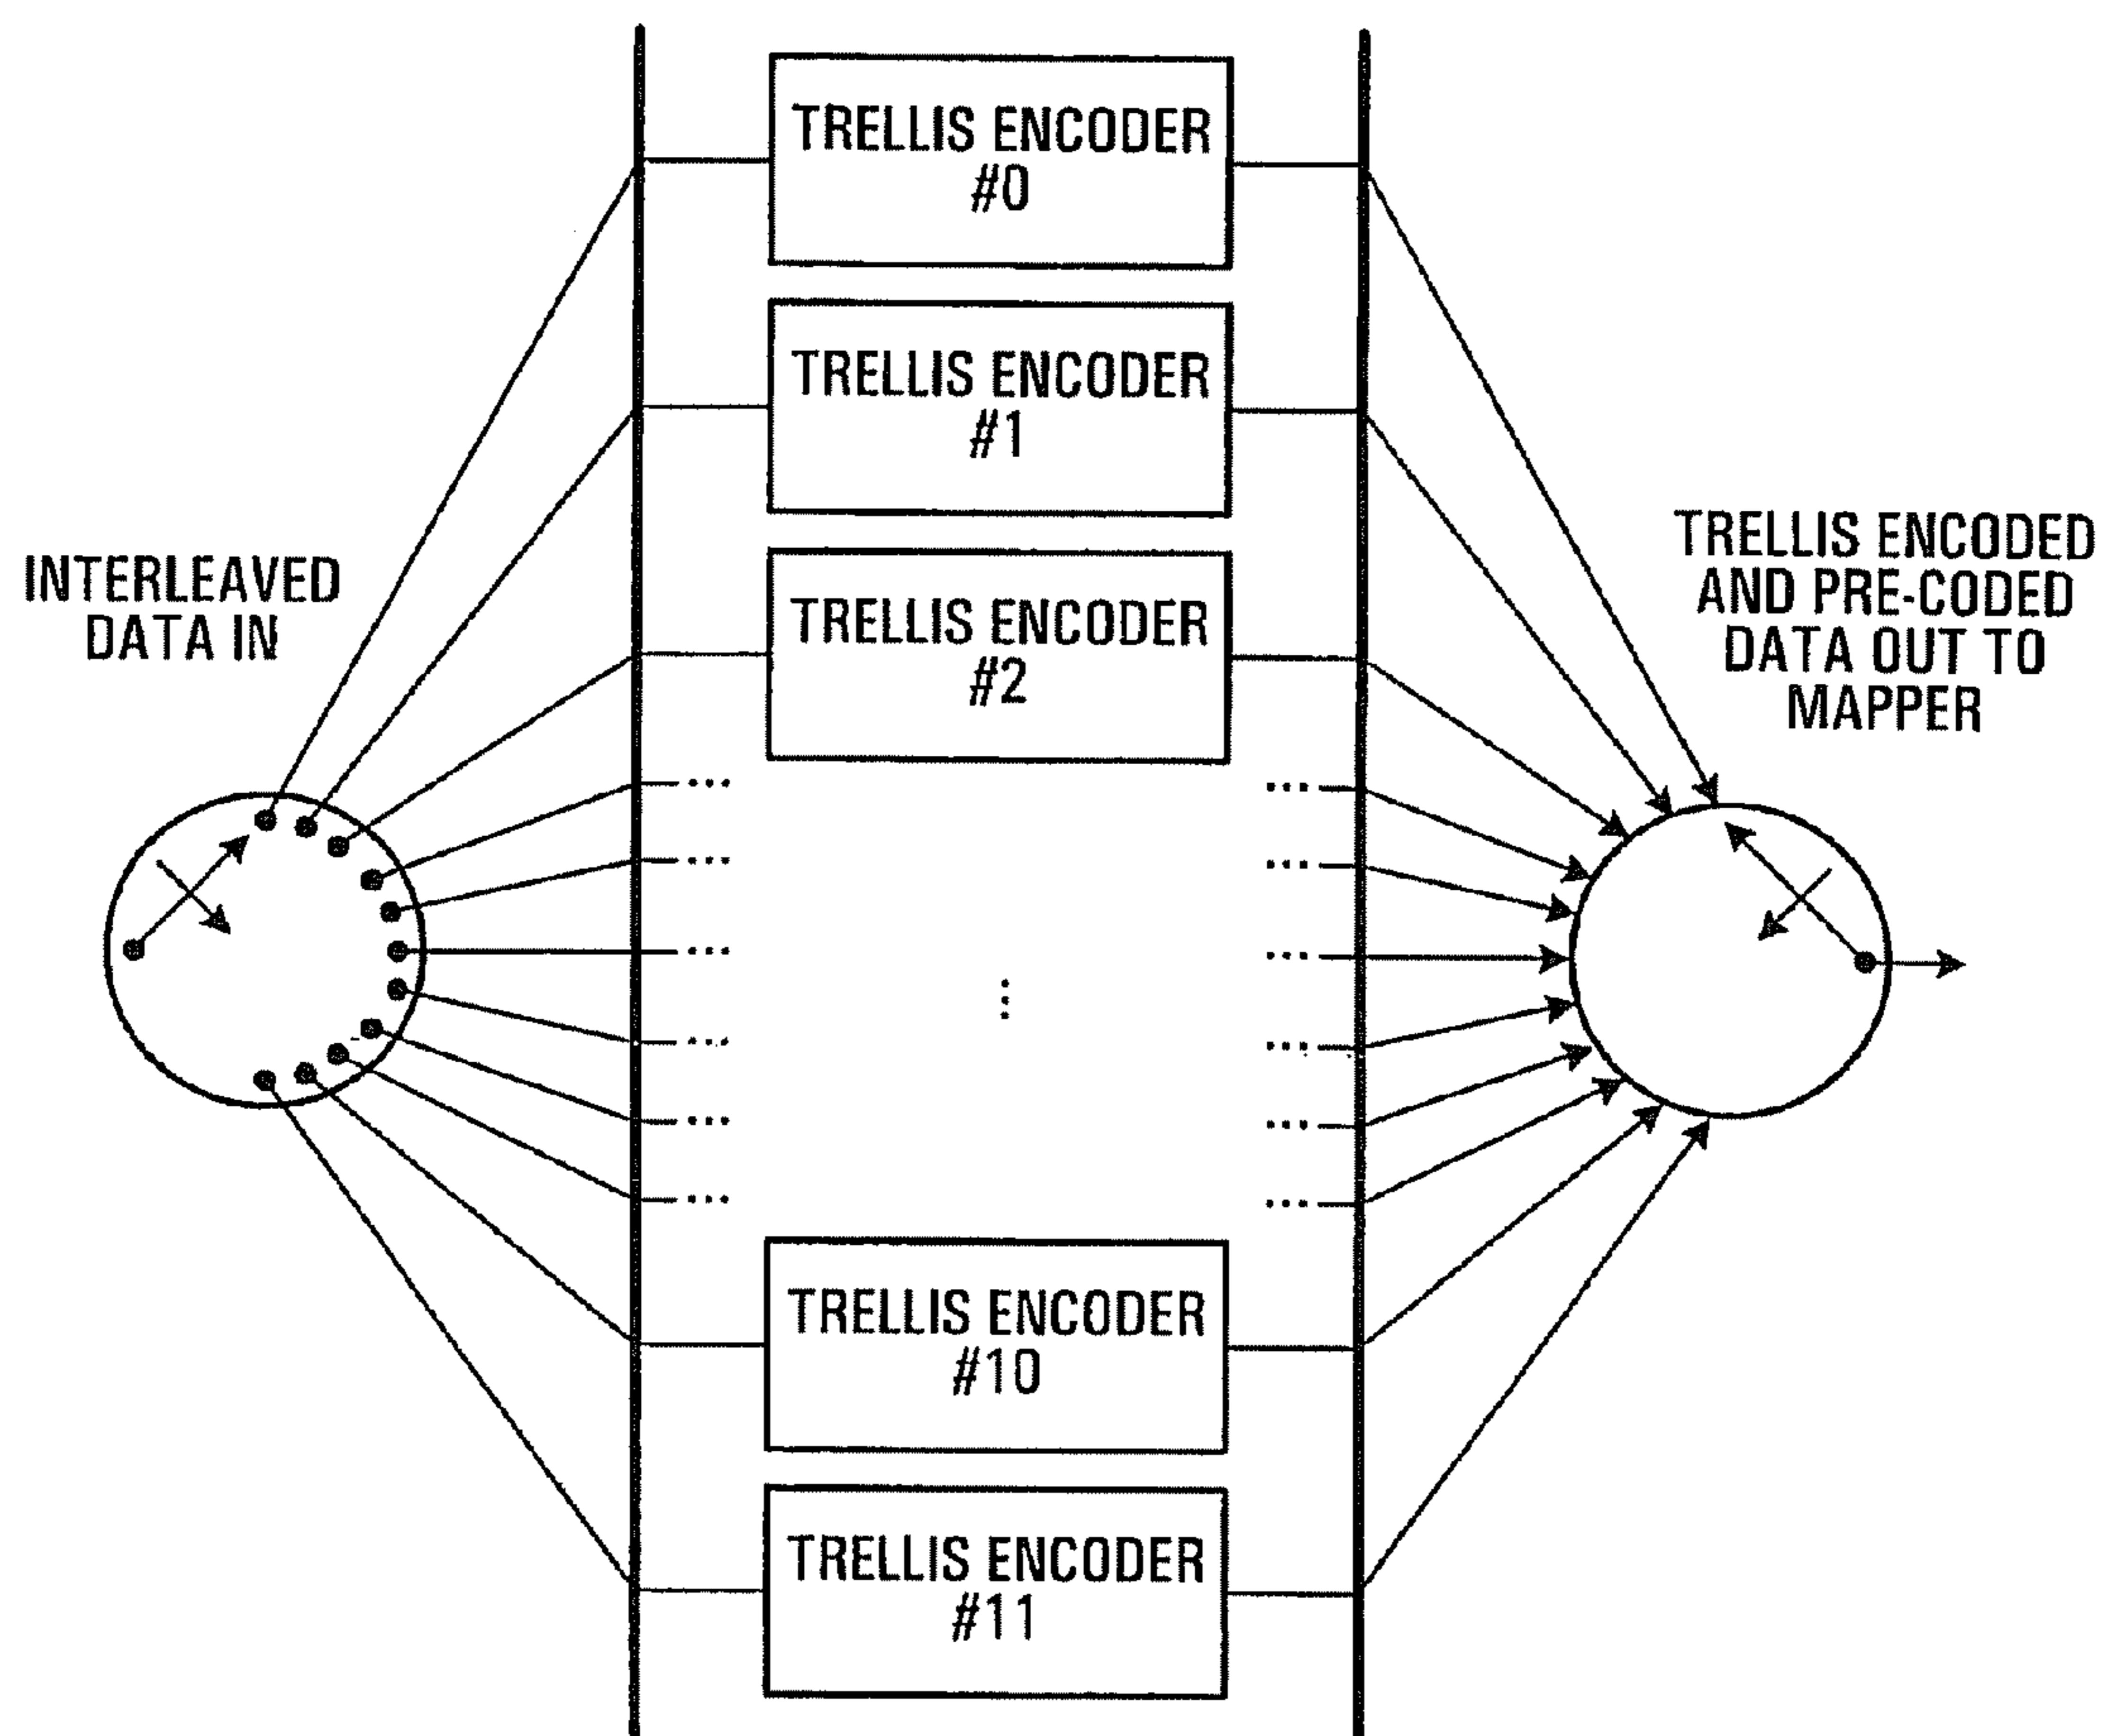 TRELLIS ENCODER
#0
TRELLIS ENCODER
#1
TRELLIS ENCODER
#2
INTERLEAVED
DATA IN
TRELLIS ENCODED
AND PRE-CODED
DATA OUT TO
MAPPER
TRELLIS ENCODER
#10
TRELLIS ENCODER
#11